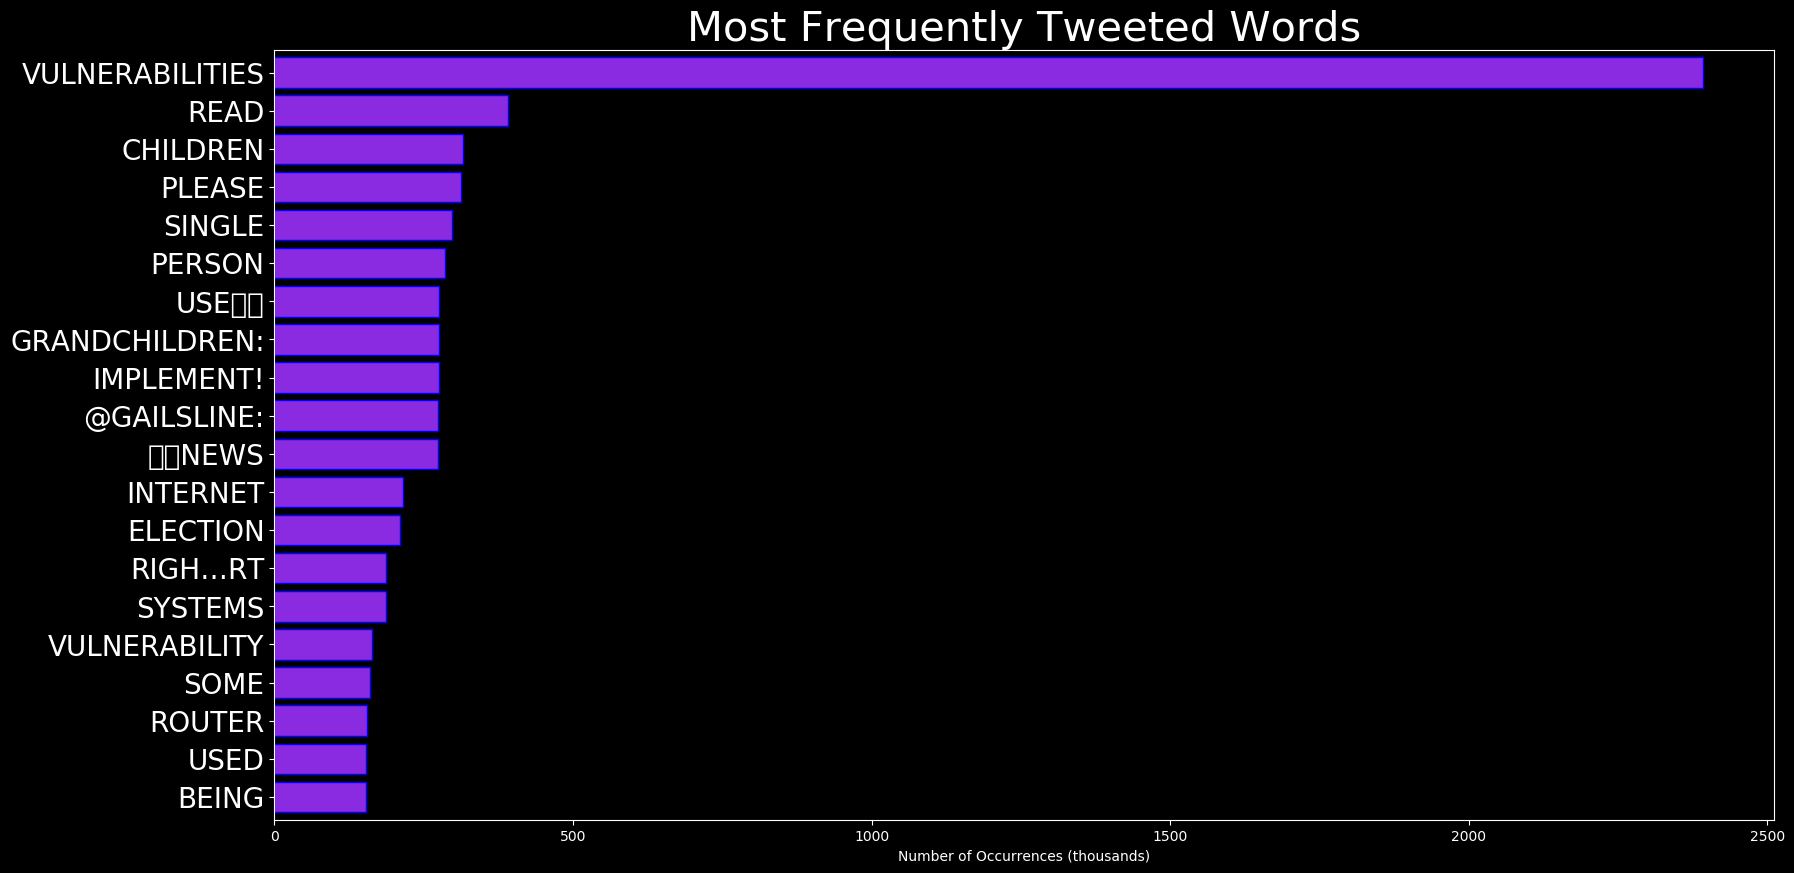 Most Frequently Tweeted Words
VULNERABILITIES
READ
CHILDREN
PLEASE
SINGLE
PERSON
USE▯▯
GRANDCHILDREN:
IMPLEMENT!
@GAILSLINE:
▯▯NEWS
INTERNET
ELECTION
RIGH…RT
SYSTEMS
VULNERABILITY
SOME
ROUTER
USED
BEING
0 500 1000 1500 2000 2500
Number of Occurrences (thousands)